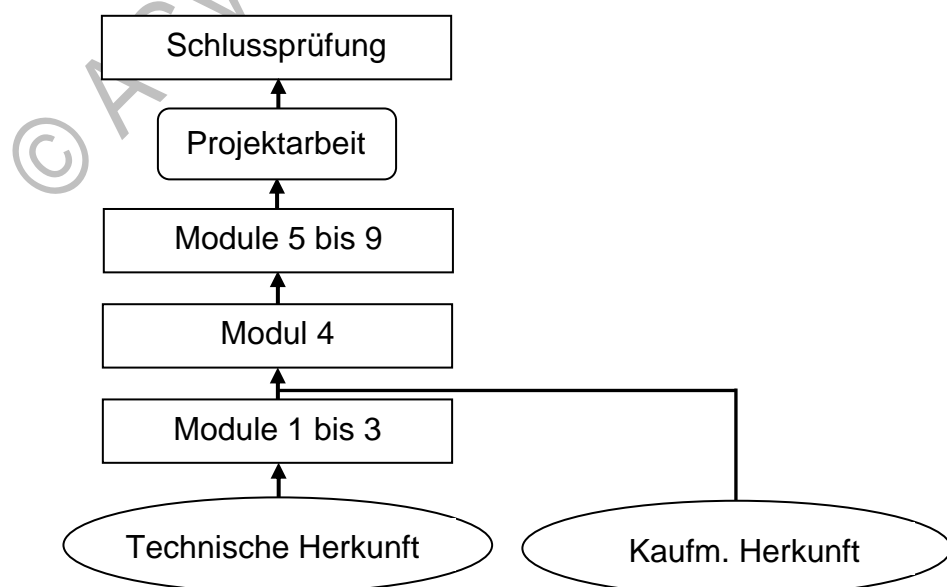 Schlussprüfung
Projektarbeit
Module 5 bis 9
Modul 4
Module 1 bis 3
Technische Herkunft
Kaufm. Herkunft